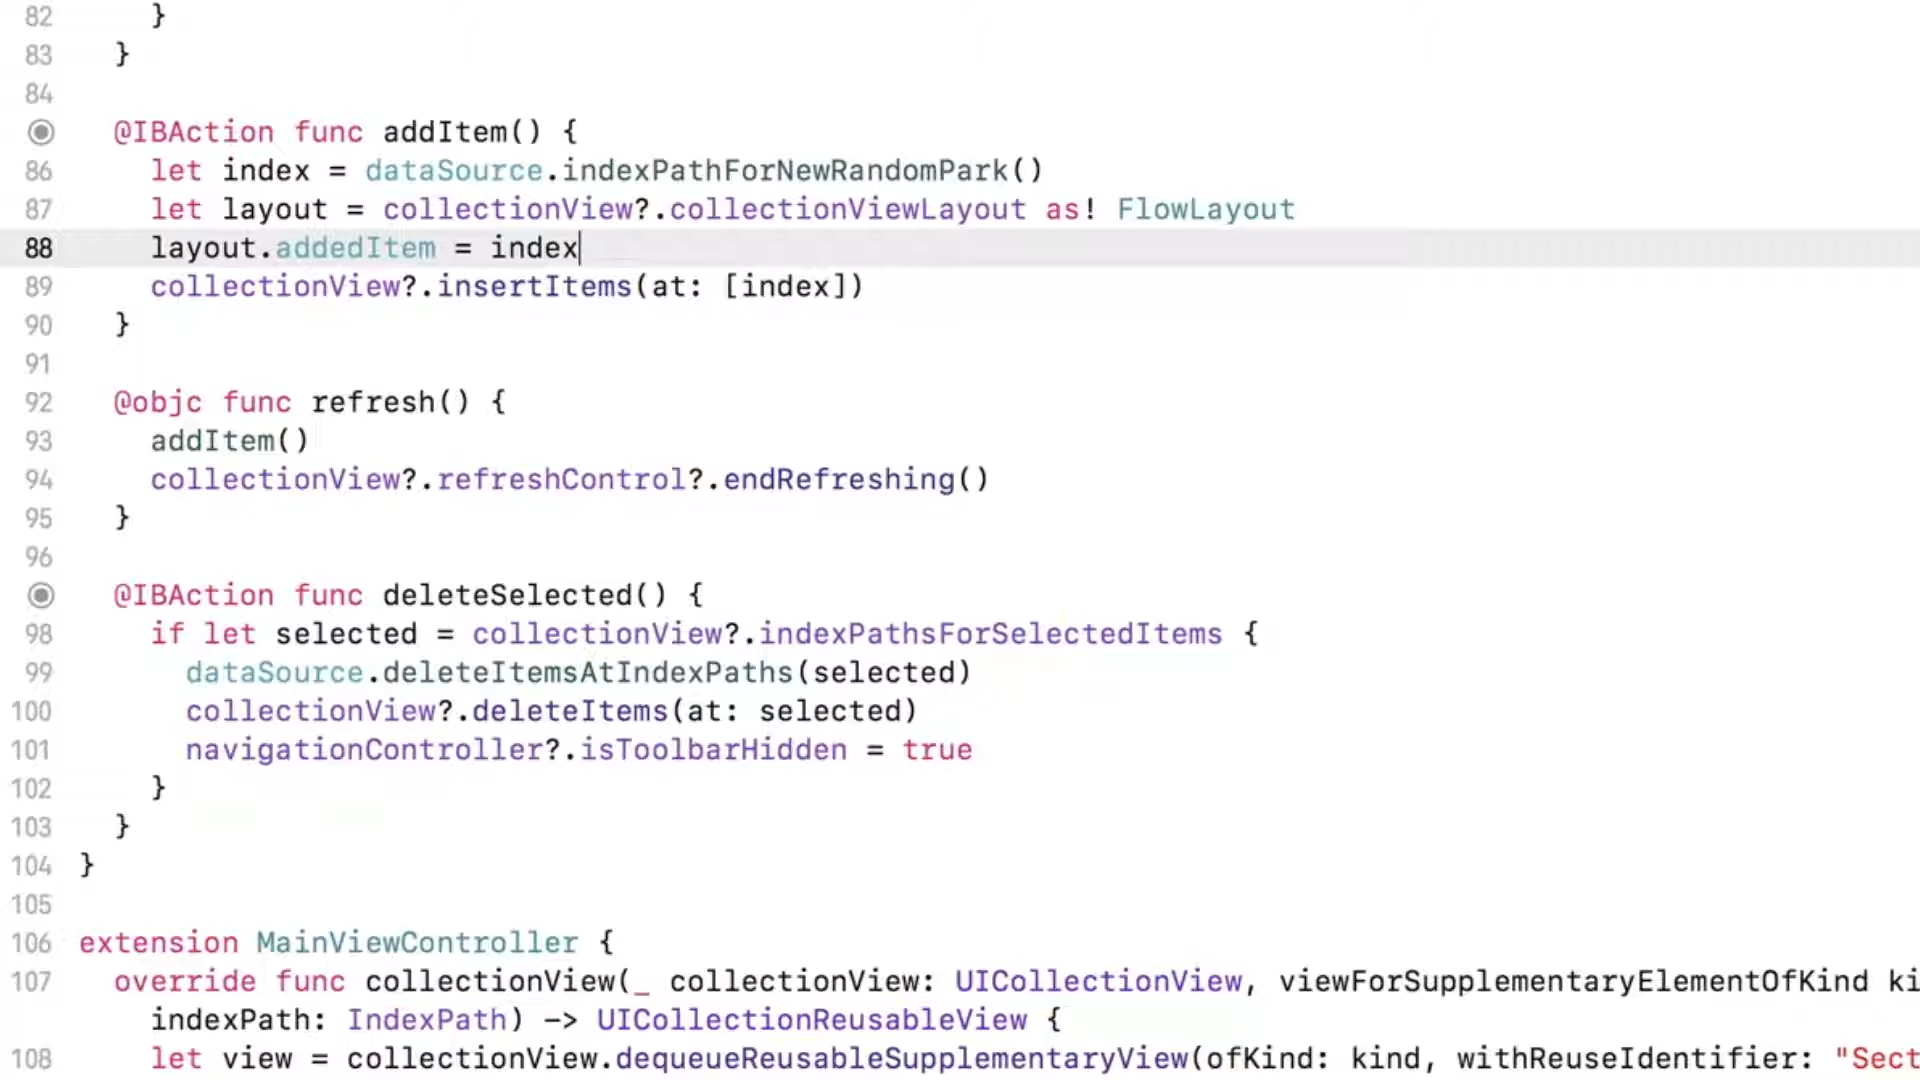 82 }
83 }
84
@IBAction func addItem() {
86 let index = dataSource.indexPathForNewRandomPark()
87 let layout = collectionView?.collectionViewLayout as! FlowLayout
88 layout.addedItem = index
89 collectionView?.insertItems(at: [index])
90 }
91
92 @objc func refresh() {
93 addItem()
94 collectionView?.refreshControl?.endRefreshing()
95 }
96
@IBAction func deleteSelected() {
98 if let selected = collectionView?.indexPathsForSelectedItems {
99 dataSource.deleteItemsAtIndexPaths(selected)
100 collectionView?.deleteItems(at: selected)
101 navigationController?.isToolbarHidden = true
102 }
103 }
104 }
105
106 extension MainViewController {
107 override func collectionView(_ collectionView: UICollectionView, viewForSupplementaryElementOfKind ki
indexPath: IndexPath) -> UICollectionReusableView {
108 let view = collectionView.dequeueReusableSupplementaryView(ofKind: kind, withReuseIdentifier: "Sect